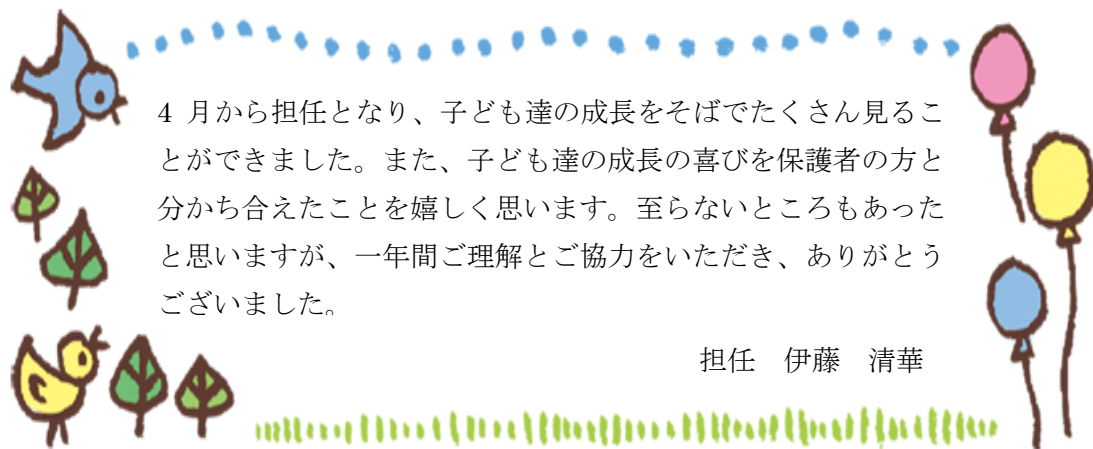 4 月から担任となり、子ども達の成長をそばでたくさん見るこ
とができました。また、子ども達の成長の喜びを保護者の方と
分かち合えたことを嬉しく思います。至らないところもあった
と思いますが、一年間ご理解とご協力をいただき、ありがとう
ございました。
担任　伊藤　清華